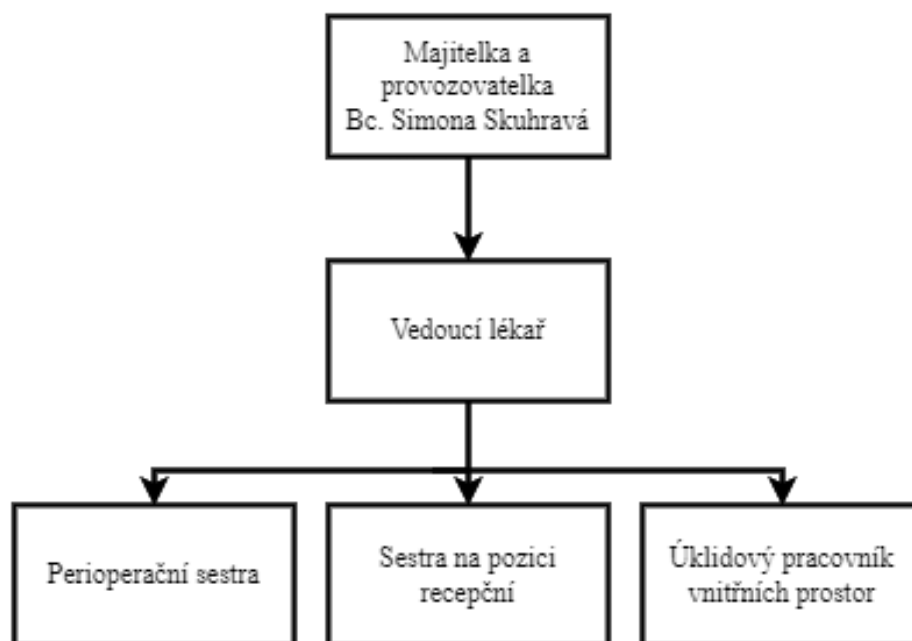 Majitelka a
provozovatelka
Bc. Simona Skuhravá
Vedoucí lékař
Perioperační sestra
Sestra na pozici
recepční
Úklidový pracovník
vnitřních prostor